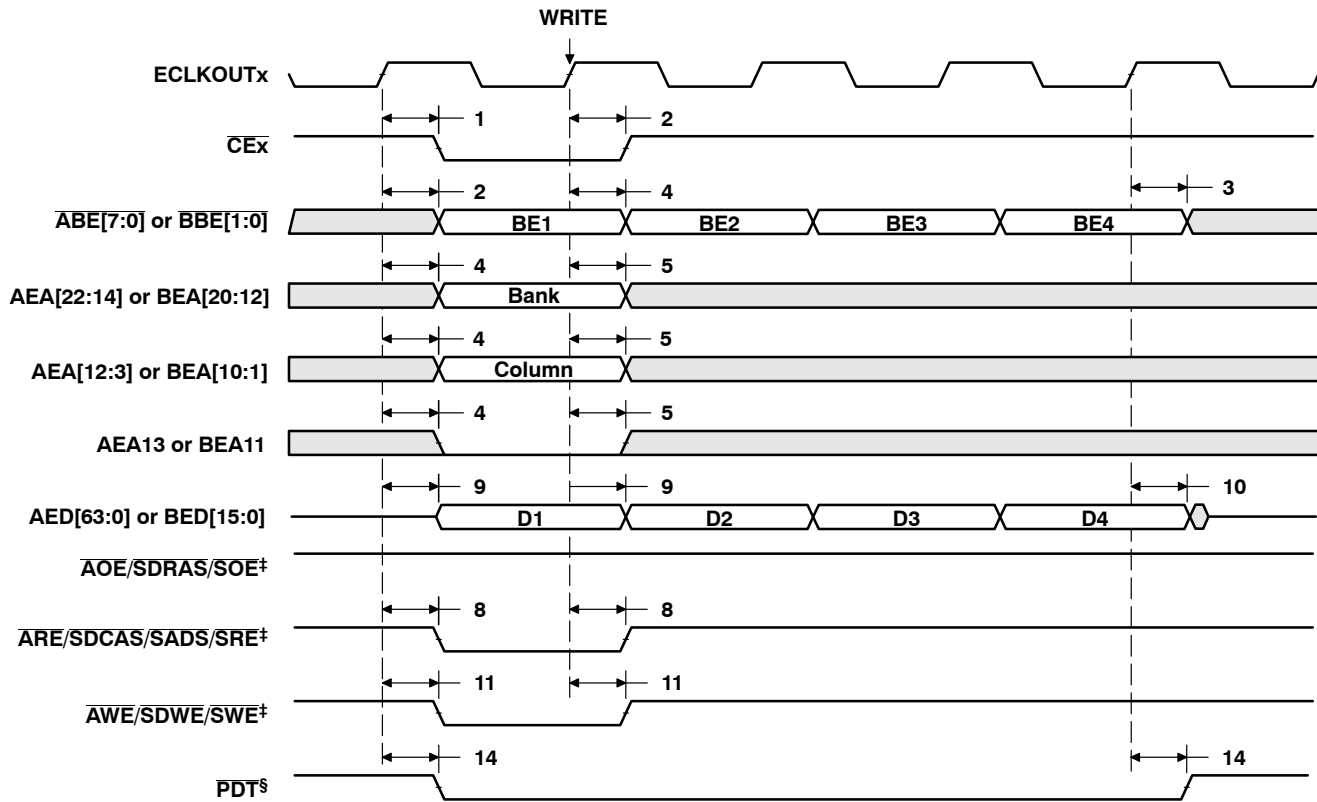 WRITE
ECLKOUTx
1 2
CEx
2 4 3
ABE[7:0] or BBE[1:0] BE1 BE2 BE3 BE4
4 5
AEA[22:14] or BEA[20:12] Bank
4 5
AEA[12:3] or BEA[10:1] Column
4 5
AEA13 or BEA11
9 9 10
AED[63:0] or BED[15:0] D1 D2 D3 D4
AOE/SDRAS/SOE‡
8 8
ARE/SDCAS/SADS/SRE‡
11 11
AWE/SDWE/SWE‡
14 14
PDT§